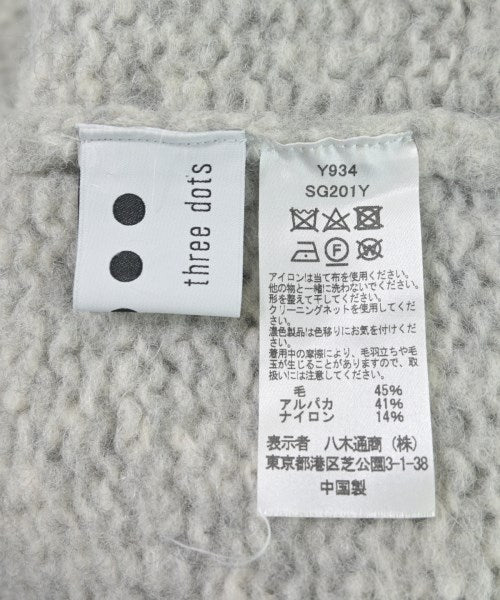 three dots
Y934
SG201Y
アイロンは当て布を使用ください。
他の物と一緒に洗わないでください。
形を整えて干してください。
クリーニングネットを使用してくださ
い。
濃色製品は色移りにお気を付けくださ
い。
着用中の摩擦により、毛羽立ちや毛
玉が生じることがありますので、取
扱いには注意してください。
毛 45%
アルパカ 41%
ナイロン 14%
表示者 八木通商（株）
東京都港区芝公園3-1-38
中国製